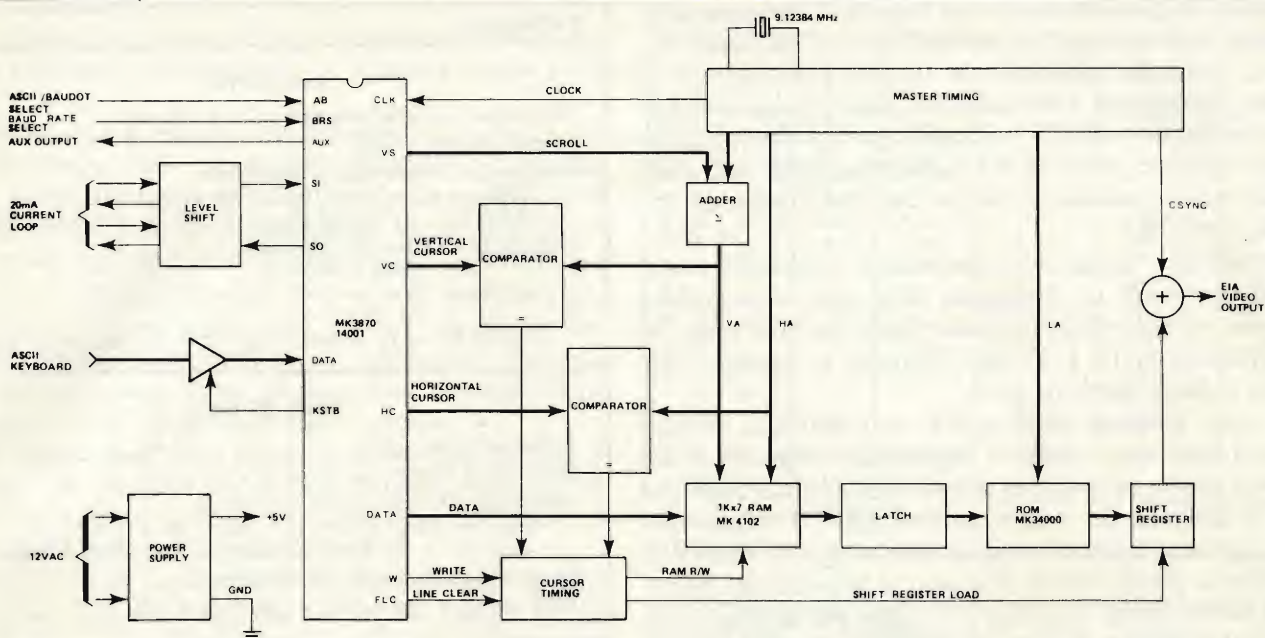 9.12384 MHz
MASTER TIMING
ASCII /BAUDOT
SELECT
BAUD RATE
SELECT
AUX OUTPUT
AB
BRS
AUX
CLK
CLOCK
VS
SCROLL
ADDER
Σ
20mA
CURRENT
LOOP
LEVEL
SHIFT
SI
SO
VERTICAL
CURSOR
VC
COMPARATOR
=
CSYNC
+
EIA
VIDEO
OUTPUT
VA
HA
LA
MK3870
14001
ASCII
KEYBOARD
DATA
KSTB
HORIZONTAL
CURSOR
HC
COMPARATOR
=
12VAC
POWER
SUPPLY
+5V
GND
DATA
DATA
1Kx7 RAM
MK 4102
LATCH
ROM
MK34000
SHIFT
REGISTER
W
WRITE
FLC
LINE CLEAR
CURSOR
TIMING
RAM R/W
SHIFT REGISTER LOAD